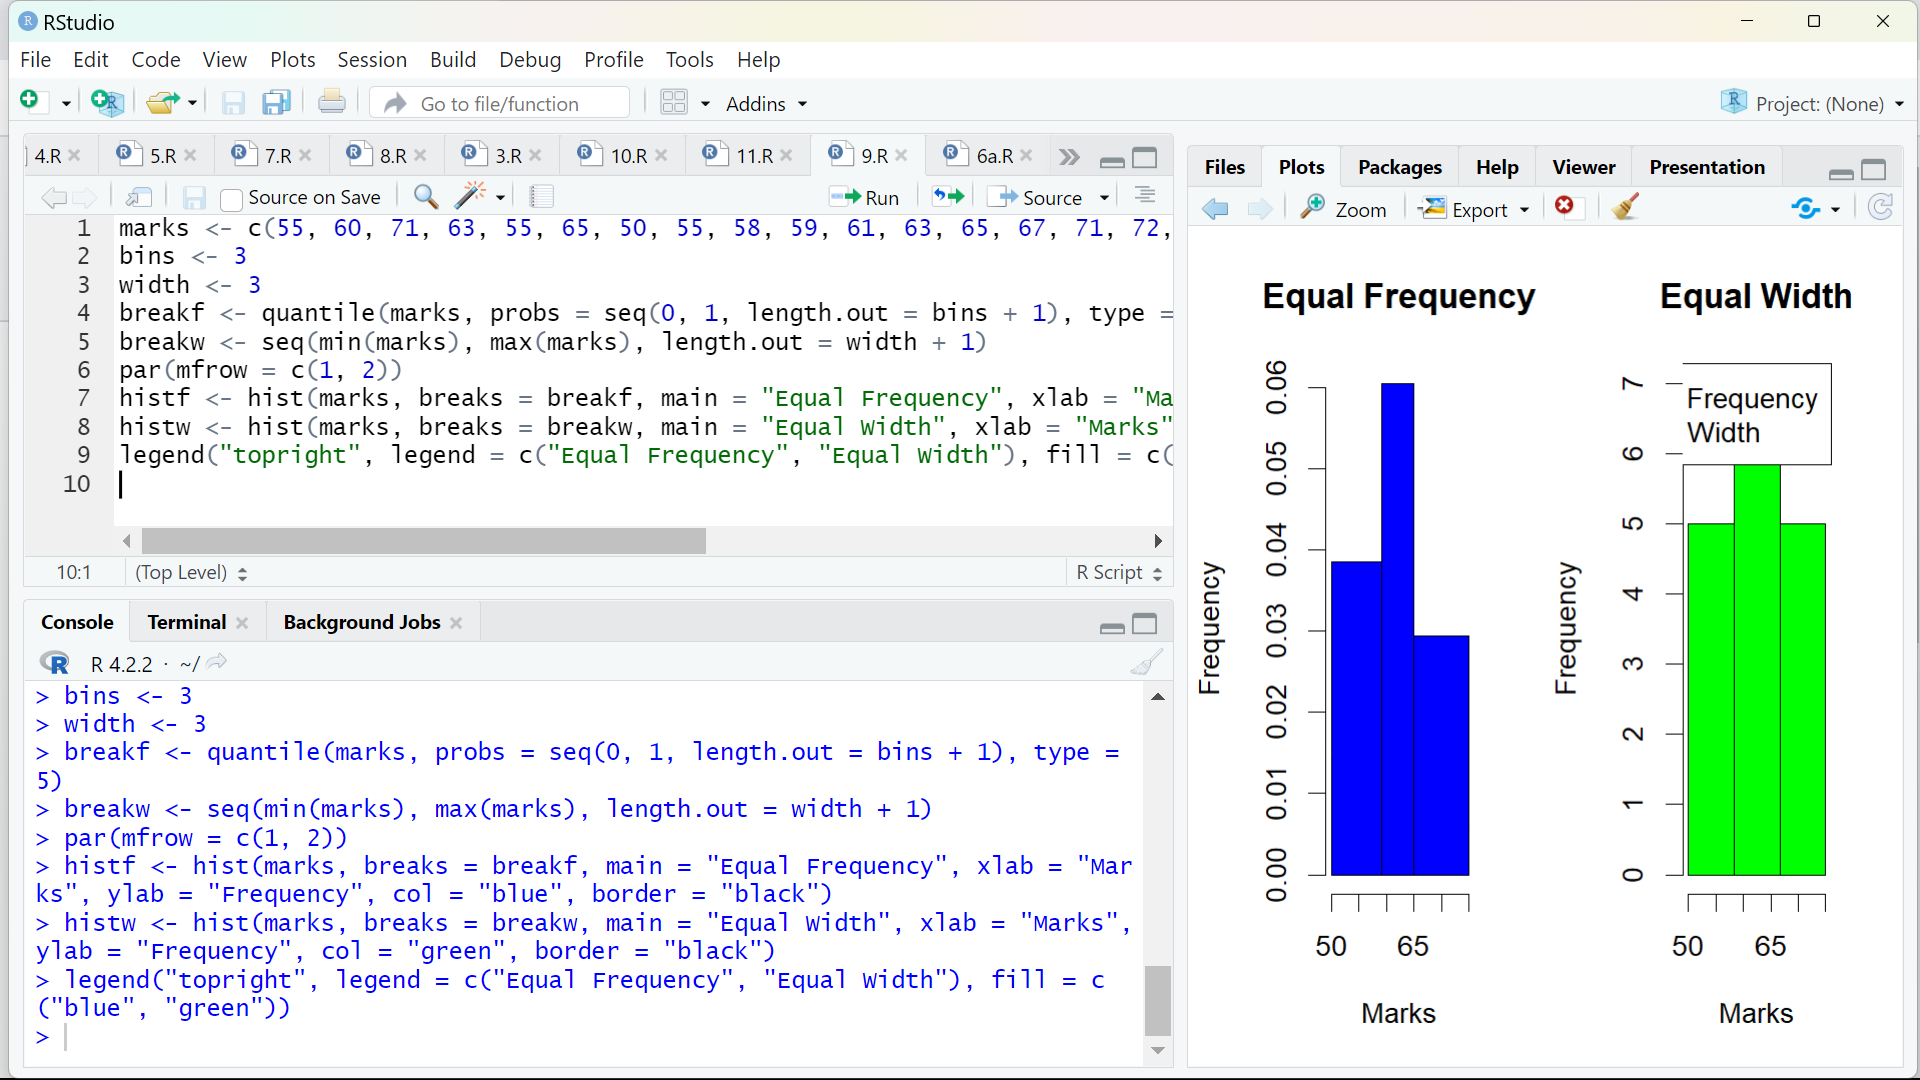 RStudio
File Edit Code View Plots Session Build Debug Profile Tools Help
Go to file/function Addins Project: (None)
4.R 5.R 7.R 8.R 3.R 10.R 11.R 9.R 6a.R
Source on Save Run Source
1 marks <- c(55, 60, 71, 63, 55, 65, 50, 55, 58, 59, 61, 63, 65, 67, 71, 72,
2 bins <- 3
3 width <- 3
4 breakf <- quantile(marks, probs = seq(0, 1, length.out = bins + 1), type =
5 breakw <- seq(min(marks), max(marks), length.out = width + 1)
6 par(mfrow = c(1, 2))
7 histf <- hist(marks, breaks = breakf, main = "Equal Frequency", xlab = "Ma
8 histw <- hist(marks, breaks = breakw, main = "Equal Width", xlab = "Marks"
9 legend("topright", legend = c("Equal Frequency", "Equal Width"), fill = c(
10
10:1 (Top Level) R Script
Console Terminal Background Jobs
R 4.2.2 · ~/
> bins <- 3
> width <- 3
> breakf <- quantile(marks, probs = seq(0, 1, length.out = bins + 1), type =
5)
> breakw <- seq(min(marks), max(marks), length.out = width + 1)
> par(mfrow = c(1, 2))
> histf <- hist(marks, breaks = breakf, main = "Equal Frequency", xlab = "Mar
ks", ylab = "Frequency", col = "blue", border = "black")
> histw <- hist(marks, breaks = breakw, main = "Equal Width", xlab = "Marks",
ylab = "Frequency", col = "green", border = "black")
> legend("topright", legend = c("Equal Frequency", "Equal Width"), fill = c
("blue", "green"))
>
Files Plots Packages Help Viewer Presentation
Zoom Export
Equal Frequency
Frequency
0.06
0.05
0.04
0.03
0.02
0.01
0.00
50 65
Marks
Equal Width
Frequency
Width
Frequency
7
6
5
4
3
2
1
0
50 65
Marks